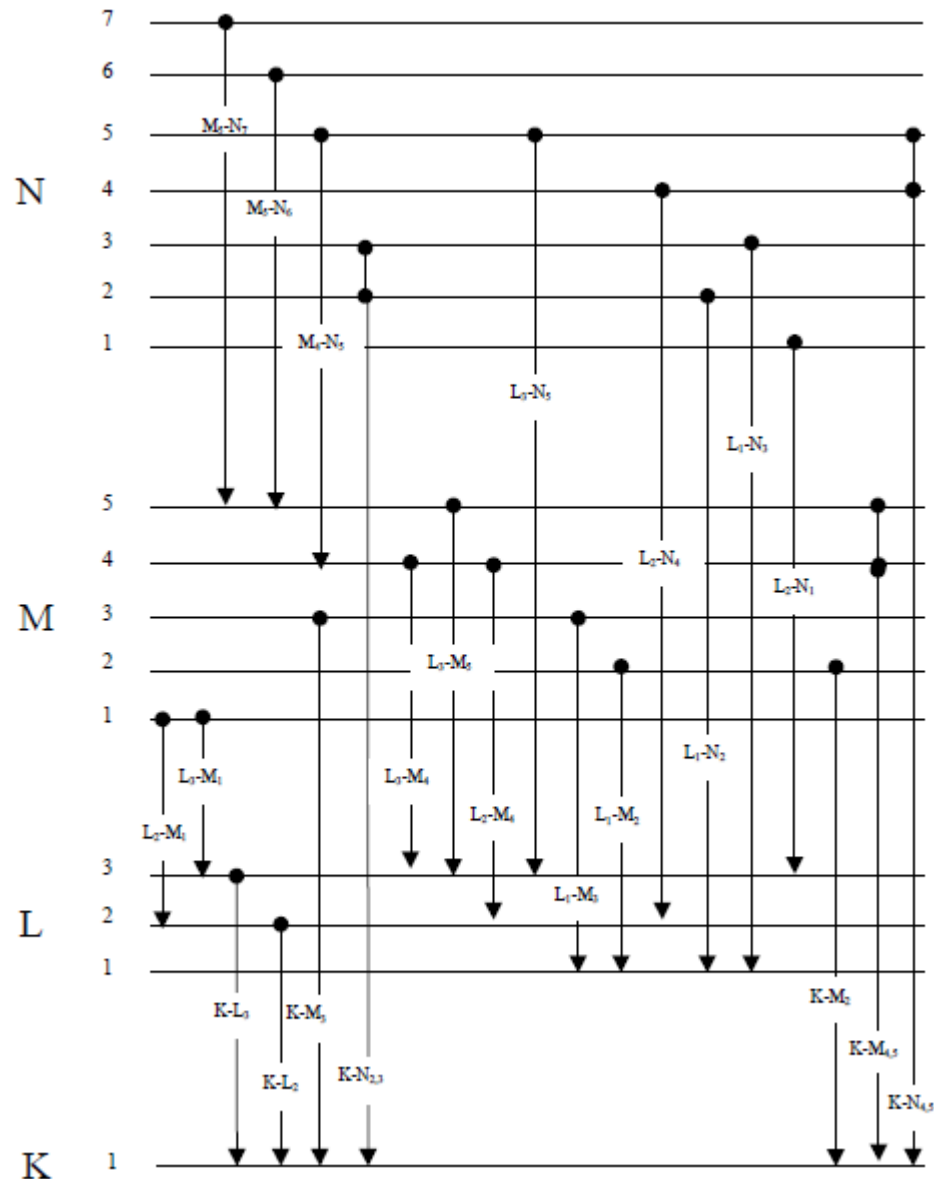 7
6
M₅-N₇
5
N
4
M₅-N₆
3
2
1
M₄-N₅
L₃-N₅
L₁-N₃
5
4
L₂-N₄
L₂-N₁
M
3
2
L₃-M₅
1
L₁-N₂
L₃-M₁
L₃-M₄
L₂-M₄
L₁-M₂
L₂-M₁
3
L₁-M₃
L
2
1
K-M₂
K-L₃
K-M₃
K-M₄,₅
K-N₂,₃
K-L₂
K-N₄,₅
K
1